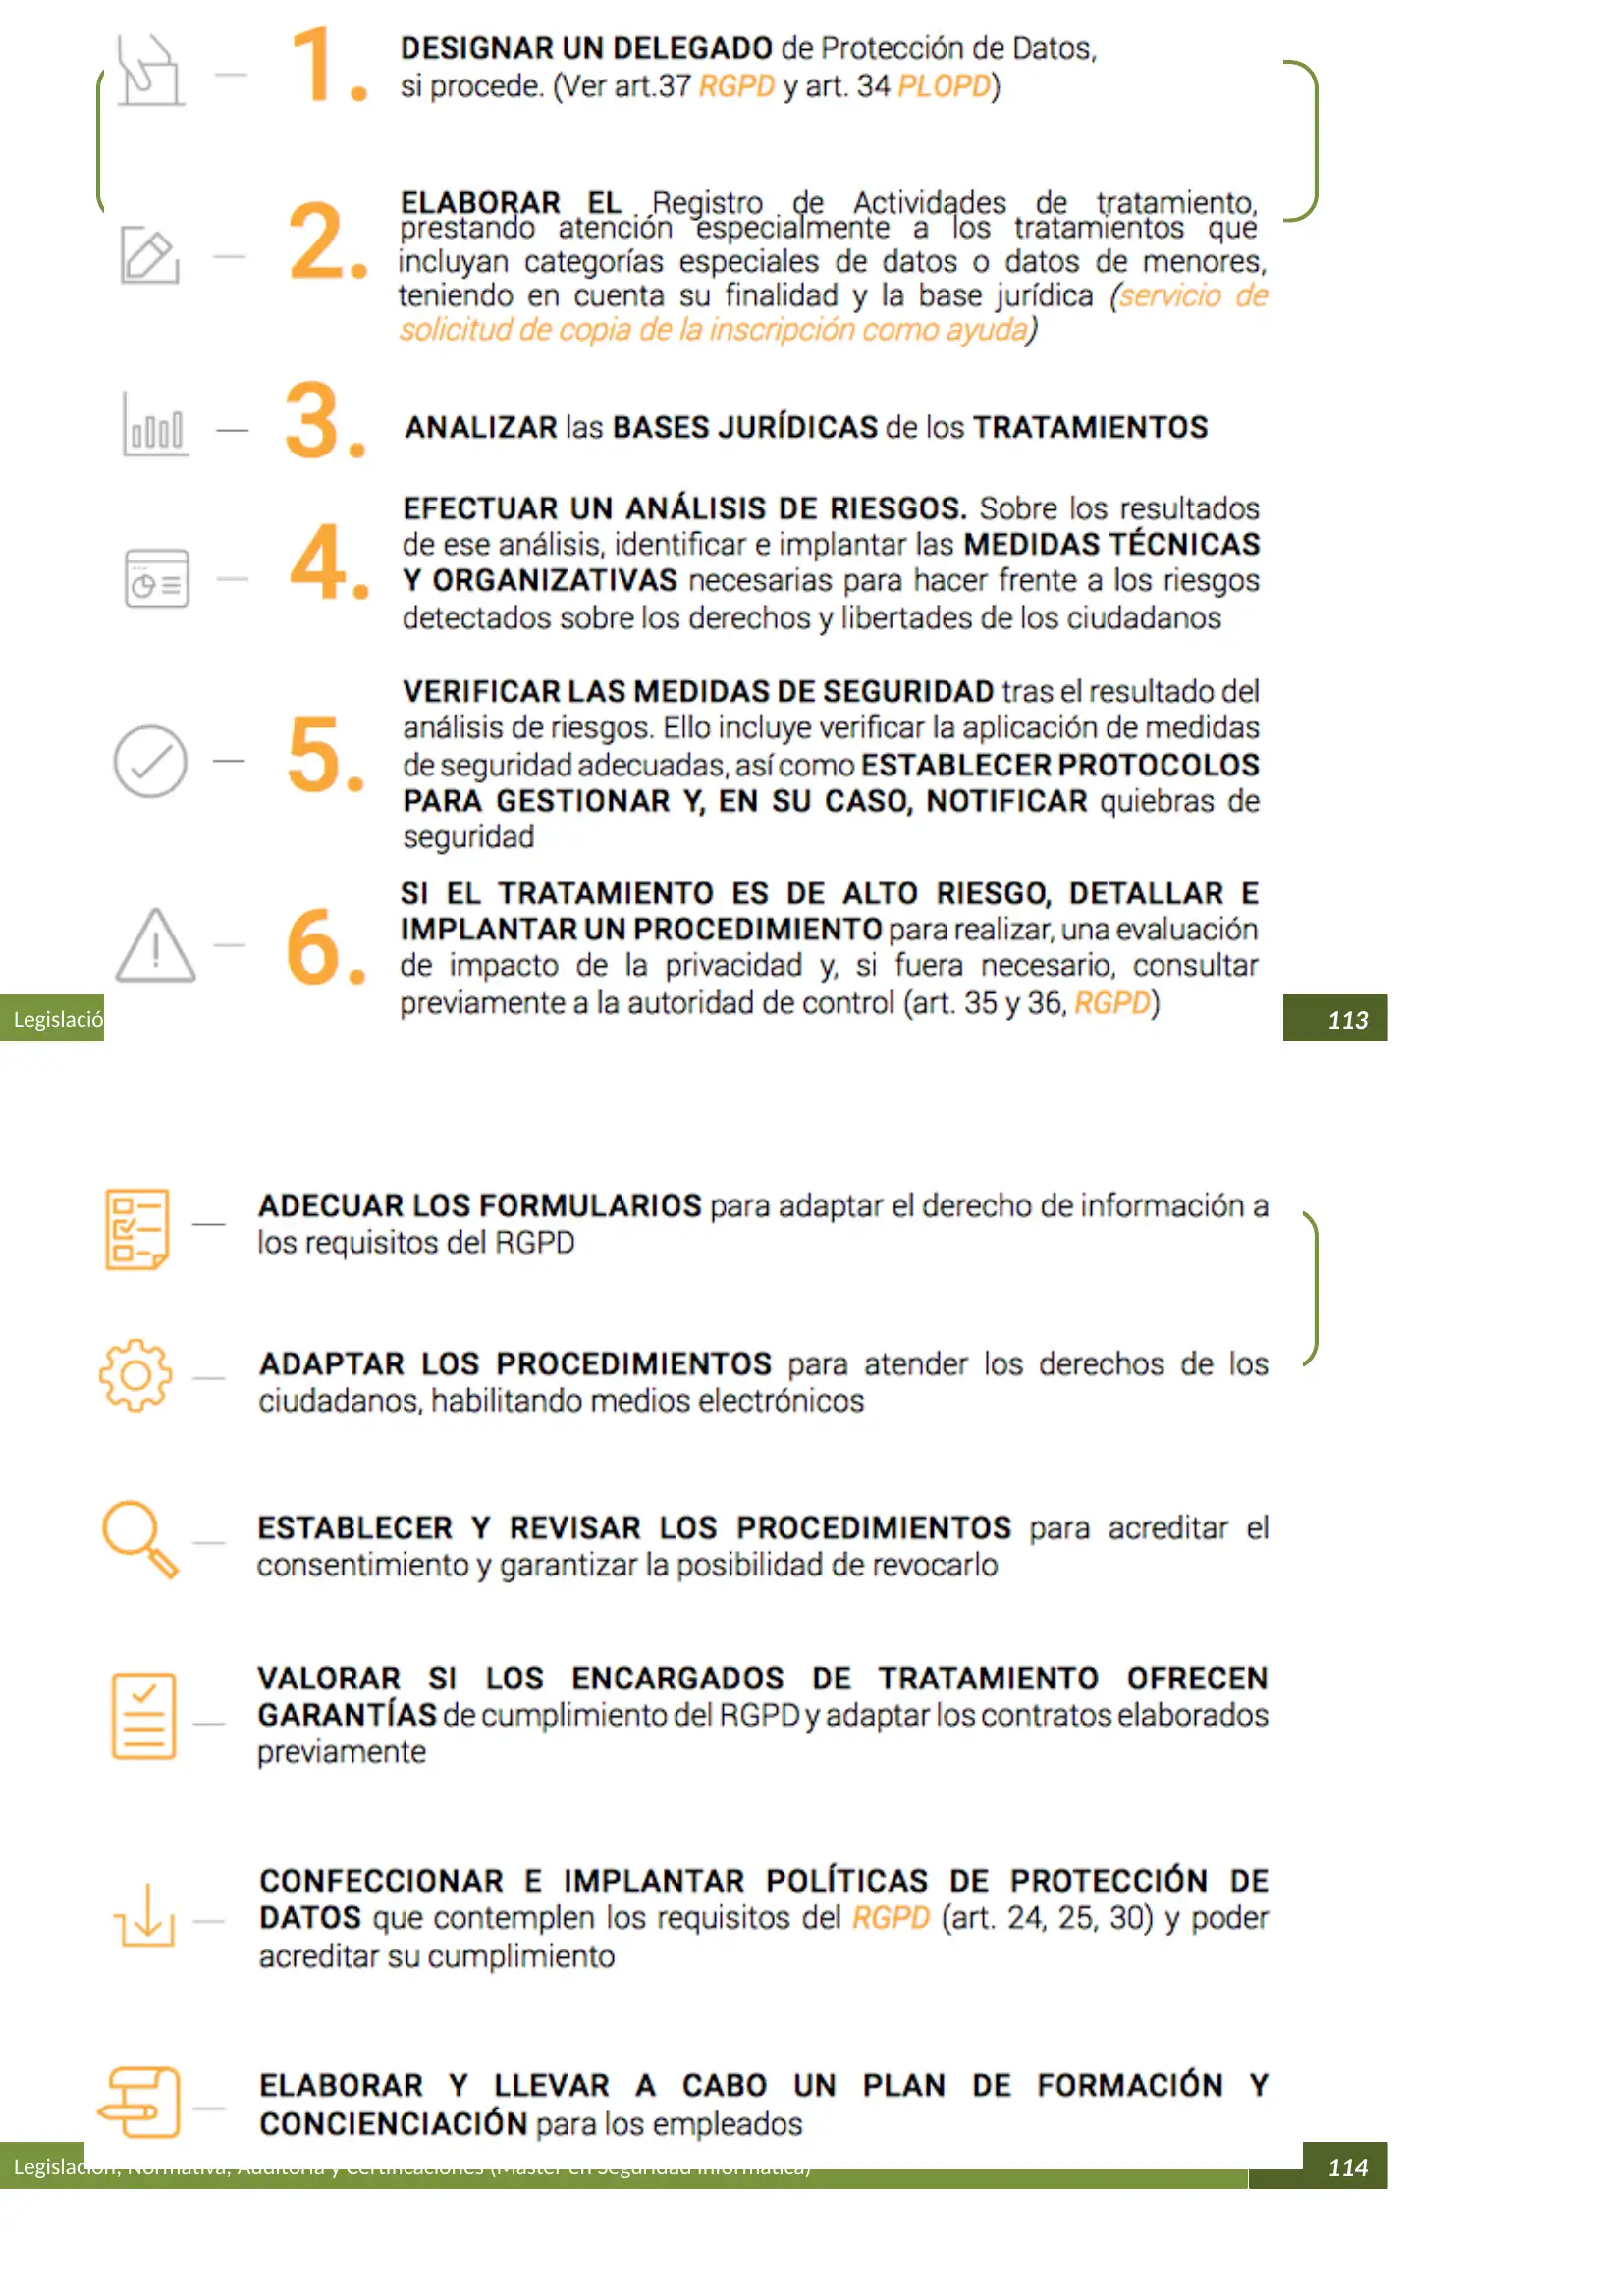 1. DESIGNAR UN DELEGADO de Protección de Datos,
si procede. (Ver art.37 RGPD y art. 34 PLOPD)
2. ELABORAR EL Registro de Actividades de tratamiento,
prestando atención especialmente a los tratamientos que
incluyan categorías especiales de datos o datos de menores,
teniendo en cuenta su finalidad y la base jurídica (servicio de
solicitud de copia de la inscripción como ayuda)
3. ANALIZAR las BASES JURÍDICAS de los TRATAMIENTOS
4. EFECTUAR UN ANÁLISIS DE RIESGOS. Sobre los resultados
de ese análisis, identificar e implantar las MEDIDAS TÉCNICAS
Y ORGANIZATIVAS necesarias para hacer frente a los riesgos
detectados sobre los derechos y libertades de los ciudadanos
5. VERIFICAR LAS MEDIDAS DE SEGURIDAD tras el resultado del
análisis de riesgos. Ello incluye verificar la aplicación de medidas
de seguridad adecuadas, así como ESTABLECER PROTOCOLOS
PARA GESTIONAR Y, EN SU CASO, NOTIFICAR quiebras de
seguridad
6. SI EL TRATAMIENTO ES DE ALTO RIESGO, DETALLAR E
IMPLANTAR UN PROCEDIMIENTO para realizar, una evaluación
de impacto de la privacidad y, si fuera necesario, consultar
previamente a la autoridad de control (art. 35 y 36, RGPD)
Legislació 113
ADECUAR LOS FORMULARIOS para adaptar el derecho de información a
los requisitos del RGPD
ADAPTAR LOS PROCEDIMIENTOS para atender los derechos de los
ciudadanos, habilitando medios electrónicos
ESTABLECER Y REVISAR LOS PROCEDIMIENTOS para acreditar el
consentimiento y garantizar la posibilidad de revocarlo
VALORAR SI LOS ENCARGADOS DE TRATAMIENTO OFRECEN
GARANTÍAS de cumplimiento del RGPD y adaptar los contratos elaborados
previamente
CONFECCIONAR E IMPLANTAR POLÍTICAS DE PROTECCIÓN DE
DATOS que contemplen los requisitos del RGPD (art. 24, 25, 30) y poder
acreditar su cumplimiento
ELABORAR Y LLEVAR A CABO UN PLAN DE FORMACIÓN Y
CONCIENCIACIÓN para los empleados
Legislación, Normativa, Auditoría y Certificaciones (Máster en Seguridad Informática) 114